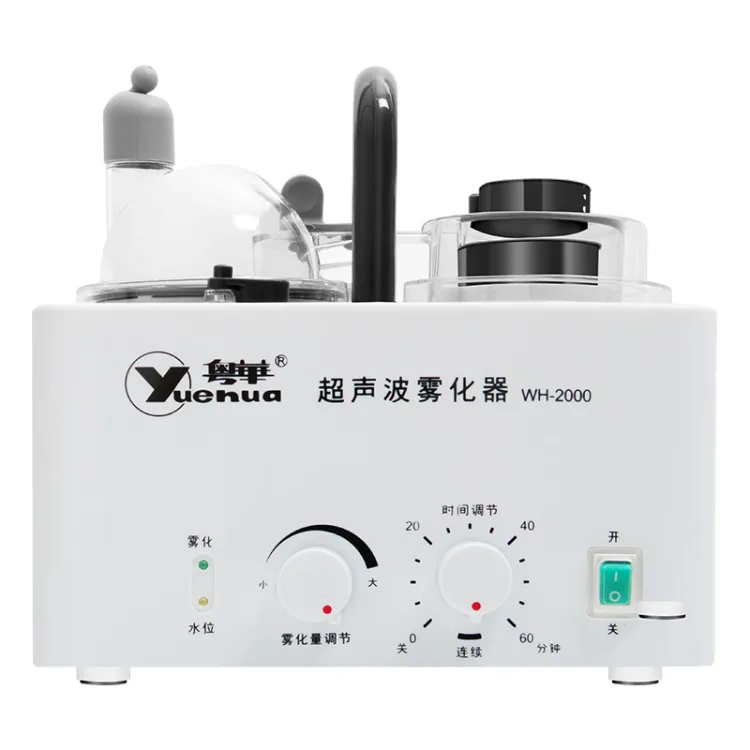 粤華®
Yuenua
超声波雾化器 WH-2000
时间调节
20 40
雾化
小 大
开
水位
雾化量调节
0 60
关 连续 分钟
关